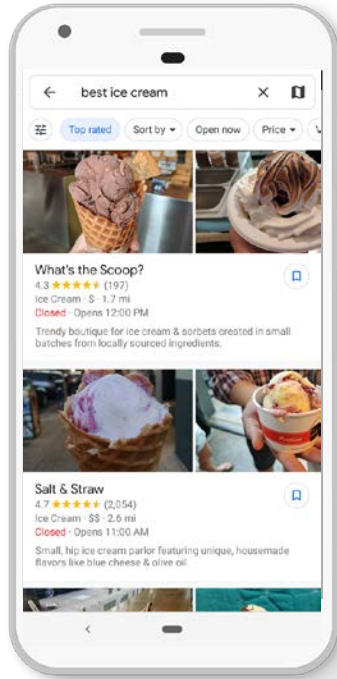 best ice cream
Top rated
Sort by
Open now
Price
What's the Scoop?
4.3 (197)
Ice Cream · $ · 1.7 mi
Closed · Opens 12:00 PM
Trendy boutique for ice cream & sorbets created in small
batches from locally sourced ingredients.
Salt & Straw
4.7 (2,054)
Ice Cream · $$ · 2.6 mi
Closed · Opens 11:00 AM
Small, hip ice cream parlor featuring unique, housemade
flavors like blue cheese & olive oil.